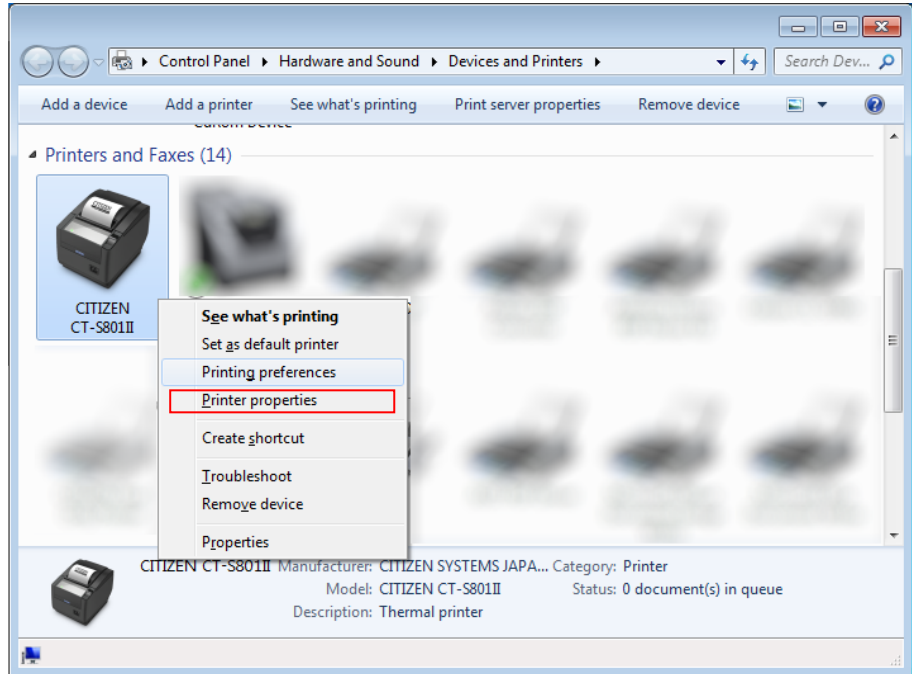 Control Panel ▸ Hardware and Sound ▸ Devices and Printers ▸ Search Dev...
Add a device Add a printer See what's printing Print server properties Remove device
Custom Device
Printers and Faxes (14)
CITIZEN
CT-S801II
See what's printing
Set as default printer
Printing preferences
Printer properties
Create shortcut
Troubleshoot
Remove device
Properties
CITIZEN CT-S801II Manufacturer: CITIZEN SYSTEMS JAPA... Category: Printer
Model: CITIZEN CT-S801II Status: 0 document(s) in queue
Description: Thermal printer